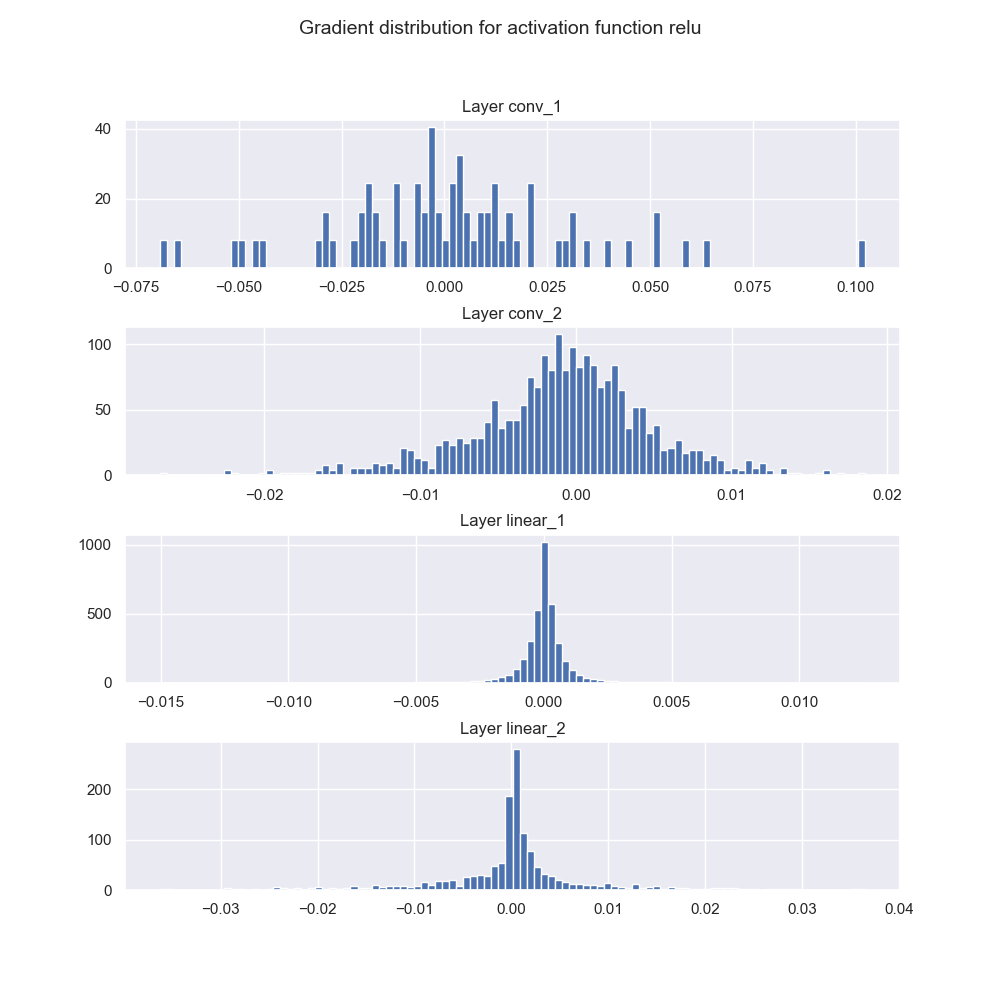 Gradient distribution for activation function relu
Layer conv_1
40
20
0
−0.075 −0.050 −0.025 0.000 0.025 0.050 0.075 0.100
Layer conv_2
100
50
0
−0.02 −0.01 0.00 0.01 0.02
Layer linear_1
1000
500
0
−0.015 −0.010 −0.005 0.000 0.005 0.010
Layer linear_2
200
100
0
−0.03 −0.02 −0.01 0.00 0.01 0.02 0.03 0.04